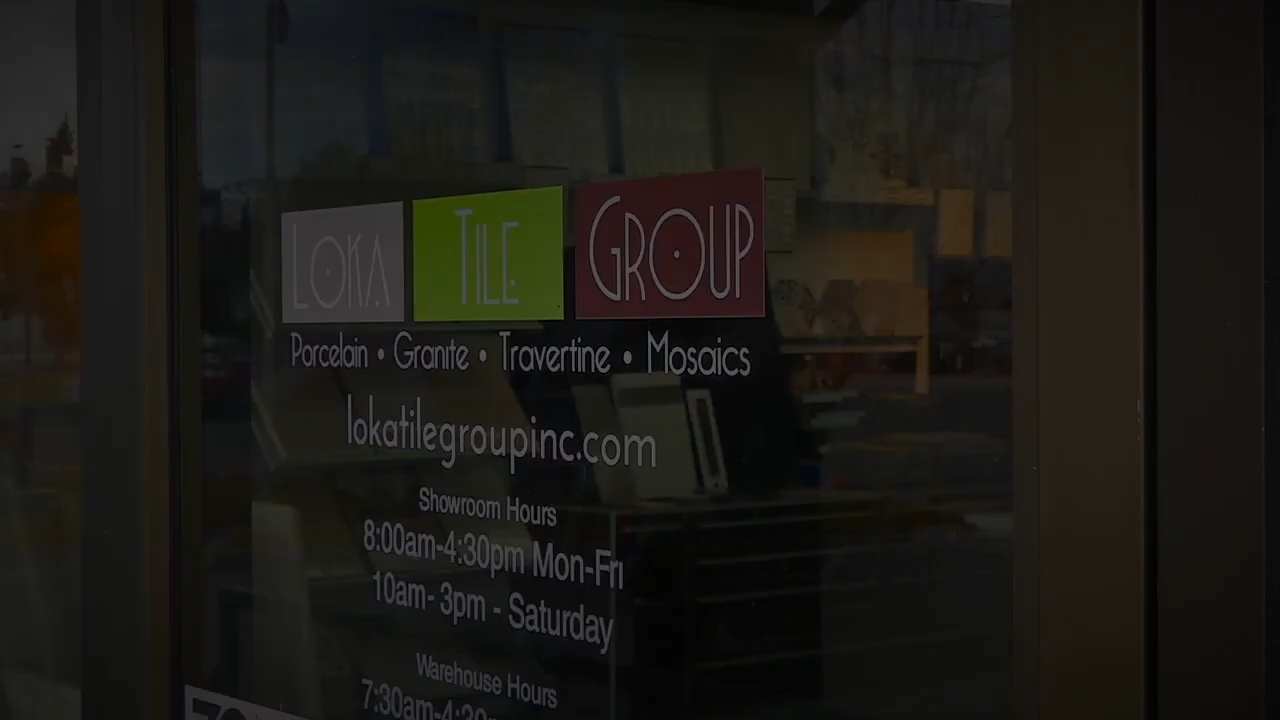 LOKA TILE GROUP
Porcelain • Granite • Travertine • Mosaics
lokatilegroupinc.com
Showroom Hours
8:00am-4:30pm Mon-Fri
10am- 3pm - Saturday
Warehouse Hours